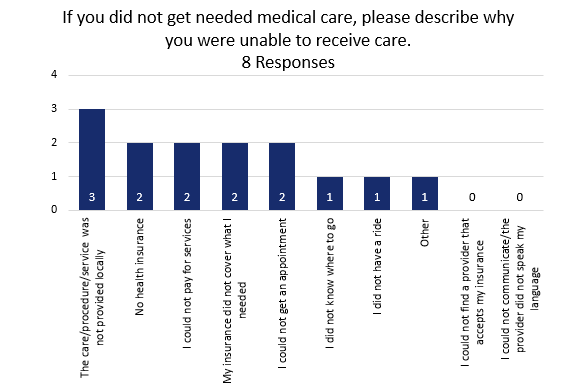 If you did not get needed medical care, please describe why
you were unable to receive care.
8 Responses
4
3
2
1
0
3
2
2
2
2
1
1
1
0
0
The care/procedure/service was
not provided locally
No health insurance
I could not pay for services
My insurance did not cover what I
needed
I could not get an appointment
I did not know where to go
I did not have a ride
Other
I could not find a provider that
accepts my insurance
I could not communicate/the
provider did not speak my
language